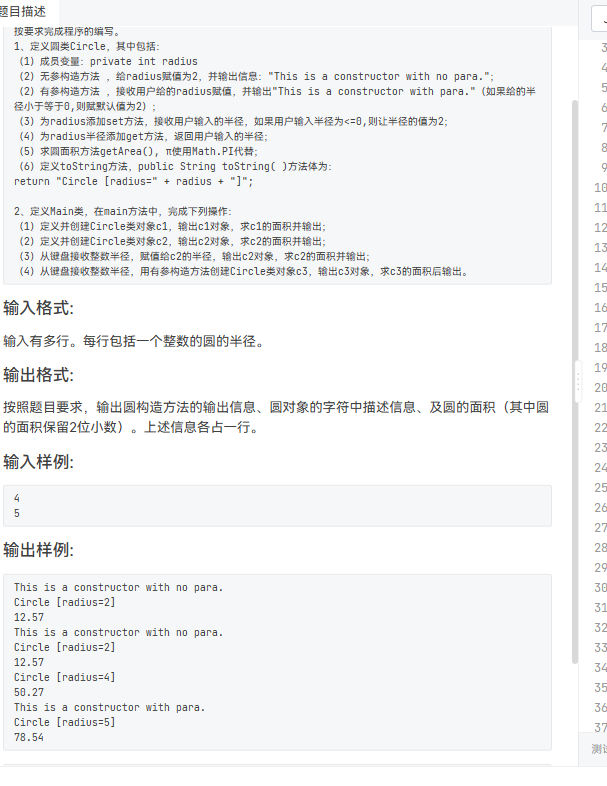 题目描述
按要求完成程序的编写。
1、定义圆类Circle，其中包括:
（1）成员变量：private int radius
（2）无参构造方法 ，给radius赋值为2，并输出信息："This is a constructor with no para.";
（2）有参构造方法 ，接收用户给的radius赋值，并输出"This is a constructor with para."（如果给的半
径小于等于0,则赋默认值为2）;
（3）为radius添加set方法，接收用户输入的半径，如果用户输入半径为<=0,则让半径的值为2;
（4）为radius半径添加get方法，返回用户输入的半径;
（5）求圆面积方法getArea(), π使用Math.PI代替;
（6）定义toString方法，public String toString( )方法体为:
return "Circle [radius=" + radius + "]";
2、定义Main类，在main方法中，完成下列操作:
（1）定义并创建Circle类对象c1，输出c1对象，求c1的面积并输出;
（2）定义并创建Circle类对象c2，输出c2对象，求c2的面积并输出;
（3）从键盘接收整数半径，赋值给c2的半径，输出c2对象，求c2的面积并输出;
（4）从键盘接收整数半径，用有参构造方法创建Circle类对象c3，输出c3对象，求c3的面积后输出。
输入格式:
输入有多行。每行包括一个整数的圆的半径。
输出格式:
按照题目要求，输出圆构造方法的输出信息、圆对象的字符中描述信息、及圆的面积（其中圆
的面积保留2位小数）。上述信息各占一行。
输入样例:
4
5
输出样例:
This is a constructor with no para.
Circle [radius=2]
12.57
This is a constructor with no para.
Circle [radius=2]
12.57
Circle [radius=4]
50.27
This is a constructor with para.
Circle [radius=5]
78.54
3
4
5
6
7
8
9
10
11
12
13
14
15
16
17
18
19
20
21
22
23
24
25
26
27
28
29
30
31
32
33
34
35
36
37
测试